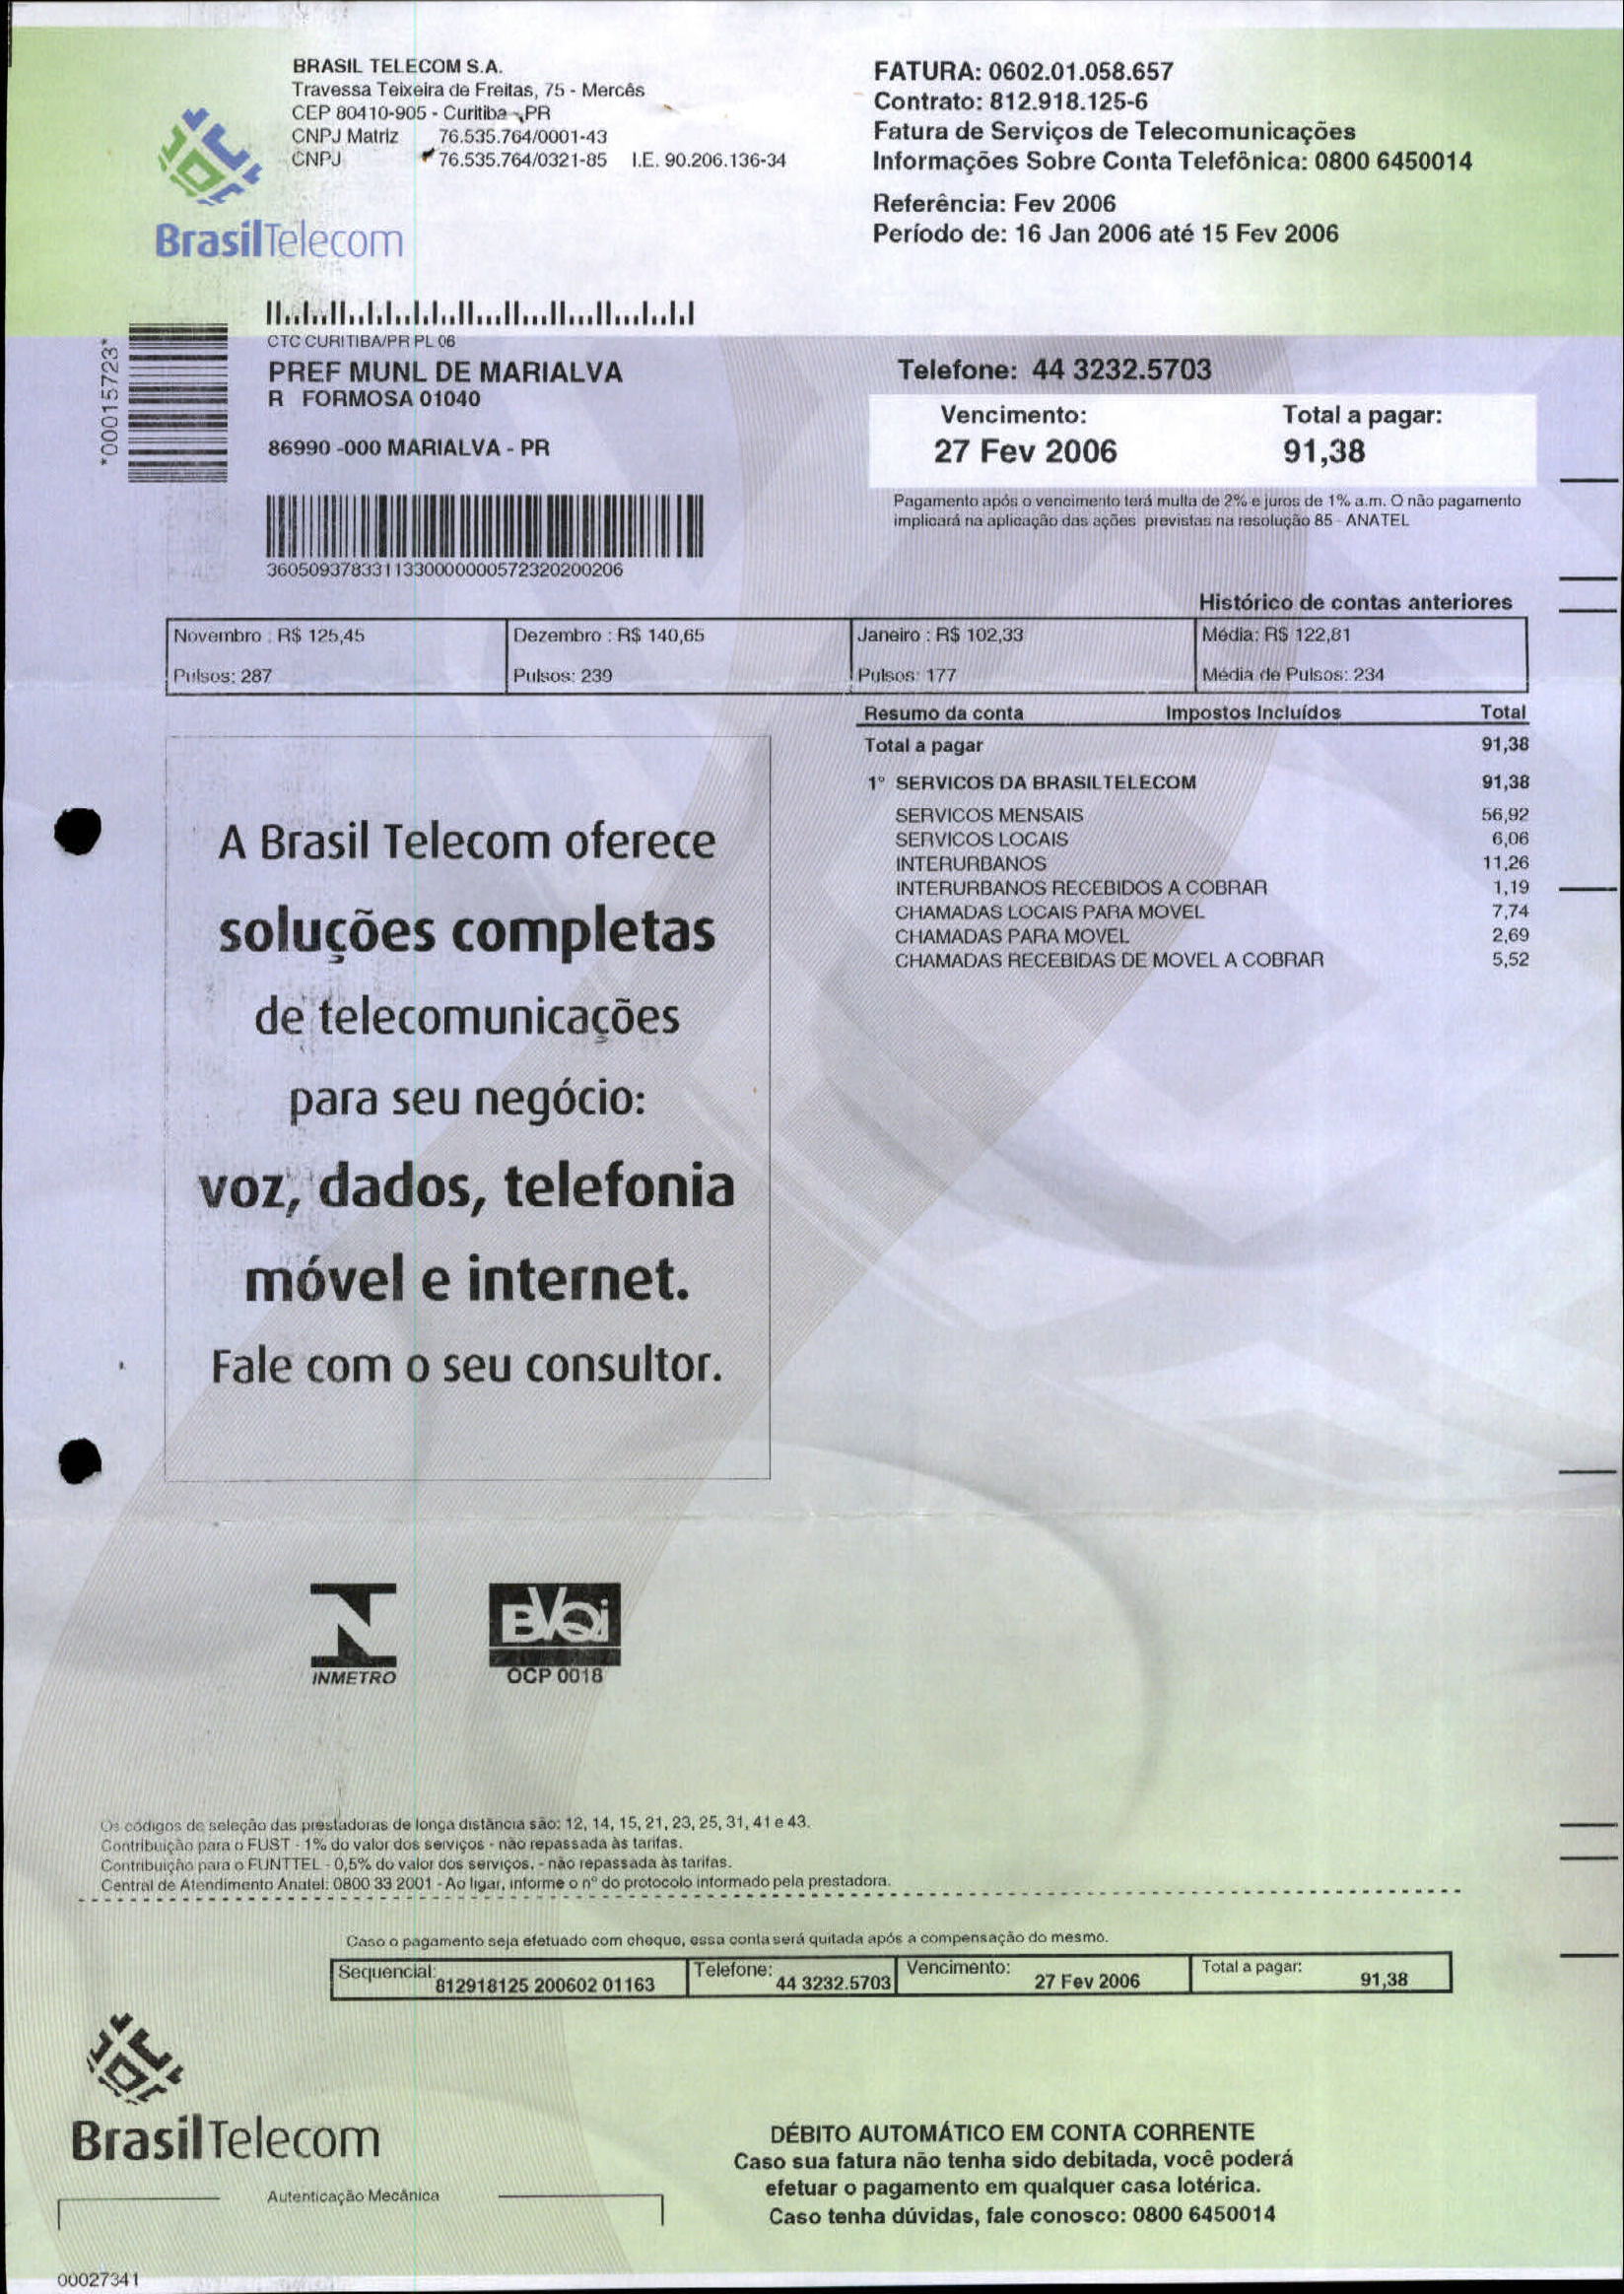 BRASIL TELECOM S.A.
Travessa Teixeira de Freitas, 75 - Mercês
CEP 80410-905 - Curitiba - PR
CNPJ Matriz 76.535.764/0001-43
CNPJ 76.535.764/0321-85 I.E. 90.206.136-34
BrasilTelecom
FATURA: 0602.01.058.657
Contrato: 812.918.125-6
Fatura de Serviços de Telecomunicações
Informações Sobre Conta Telefônica: 0800 6450014
Referência: Fev 2006
Período de: 16 Jan 2006 até 15 Fev 2006
*00015723*
CTC CURITIBA/PR PL 06
PREF MUNL DE MARIALVA
R FORMOSA 01040
86990 -000 MARIALVA - PR
3605093783311330000000572320200206
Telefone: 44 3232.5703
Vencimento: Total a pagar:
27 Fev 2006 91,38
Pagamento após o vencimento terá multa de 2% e juros de 1% a.m. O não pagamento
implicará na aplicação das ações previstas na resolução 85 - ANATEL
Histórico de contas anteriores
Novembro : R$ 125,45 Dezembro : R$ 140,65 Janeiro : R$ 102,33 Média: R$ 122,81
Pulsos: 287 Pulsos: 239 Pulsos: 177 Média de Pulsos: 234
Resumo da conta Impostos Incluídos Total
Total a pagar 91,38
1º SERVICOS DA BRASILTELECOM 91,38
SERVICOS MENSAIS 56,92
SERVICOS LOCAIS 6,06
INTERURBANOS 11,26
INTERURBANOS RECEBIDOS A COBRAR 1,19
CHAMADAS LOCAIS PARA MOVEL 7,74
CHAMADAS PARA MOVEL 2,69
CHAMADAS RECEBIDAS DE MOVEL A COBRAR 5,52
A Brasil Telecom oferece
soluções completas
de telecomunicações
para seu negócio:
voz, dados, telefonia
móvel e internet.
Fale com o seu consultor.
BVQi
INMETRO OCP 0018
Os códigos de seleção das prestadoras de longa distância são: 12, 14, 15, 21, 23, 25, 31, 41 e 43.
Contribuição para o FUST - 1% do valor dos serviços - não repassada às tarifas.
Contribuição para o FUNTTEL - 0,5% do valor dos serviços. - não repassada às tarifas.
Central de Atendimento Anatel: 0800 33 2001 - Ao ligar, informe o nº do protocolo informado pela prestadora.
Caso o pagamento seja efetuado com cheque, essa conta será quitada após a compensação do mesmo.
Sequencial: 812918125 200602 01163 Telefone: 44 3232.5703 Vencimento: 27 Fev 2006 Total a pagar: 91,38
BrasilTelecom
Autenticação Mecânica
DÉBITO AUTOMÁTICO EM CONTA CORRENTE
Caso sua fatura não tenha sido debitada, você poderá
efetuar o pagamento em qualquer casa lotérica.
Caso tenha dúvidas, fale conosco: 0800 6450014
00027341